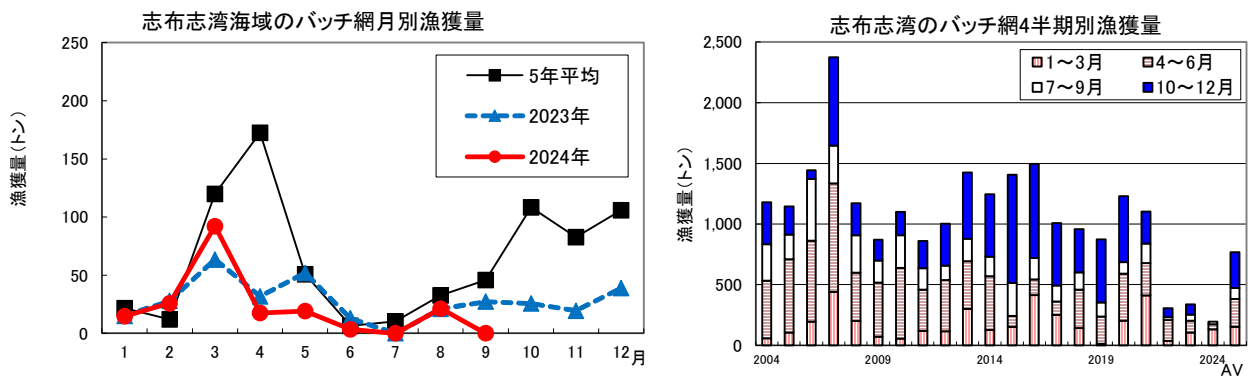 志布志湾海域のバッチ網月別漁獲量
250
200
150
100
50
0
漁獲量(トン)
5年平均
2023年
2024年
1 2 3 4 5 6 7 8 9 10 11 12 月
志布志湾のバッチ網4半期別漁獲量
2,500
2,000
1,500
1,000
500
0
漁獲量(トン)
1～3月 4～6月
7～9月 10～12月
2004 2009 2014 2019 2024
AV